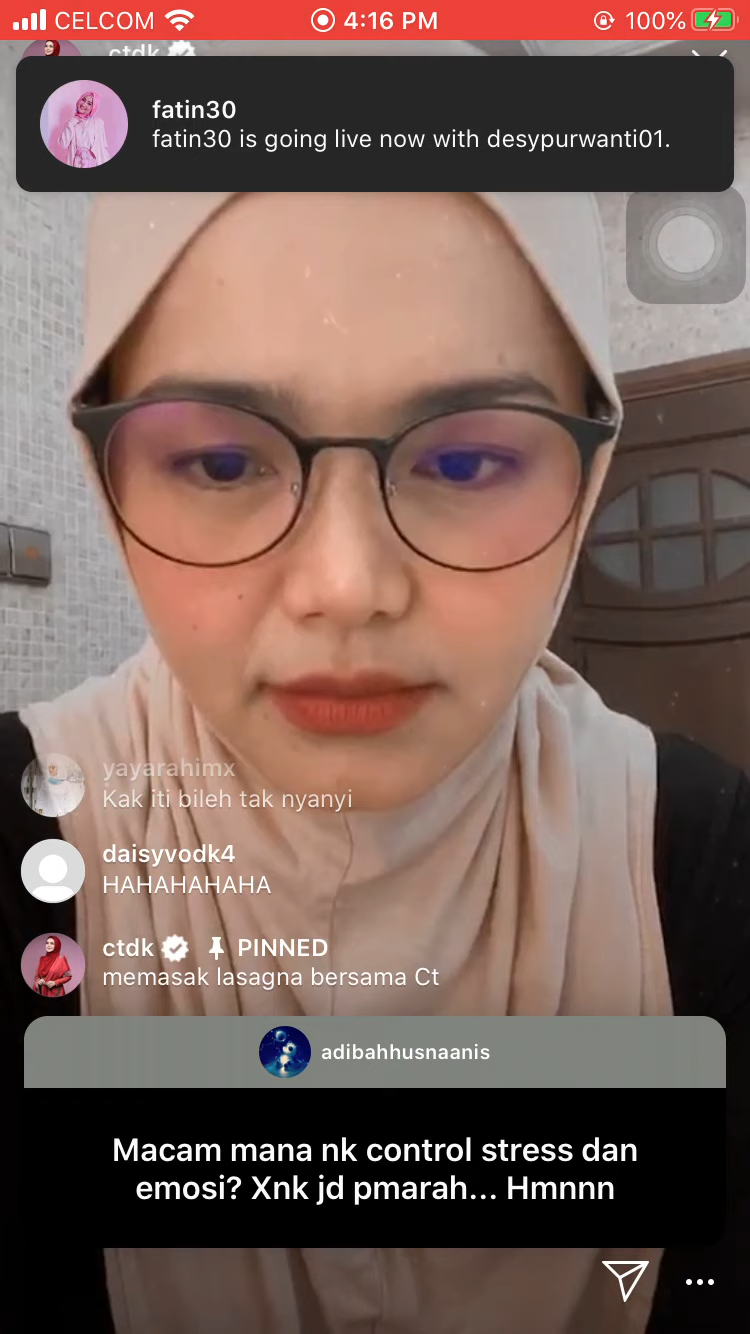 CELCOM
4:16 PM
100%
ctdk
fatin30
fatin30 is going live now with desypurwanti01.
yayarahimx
Kak iti bileh tak nyanyi
daisyvodk4
HAHAHAHAHA
ctdk PINNED
memasak lasagna bersama Ct
adibahhusnaanis
Macam mana nk control stress dan
emosi? Xnk jd pmarah... Hmnnn